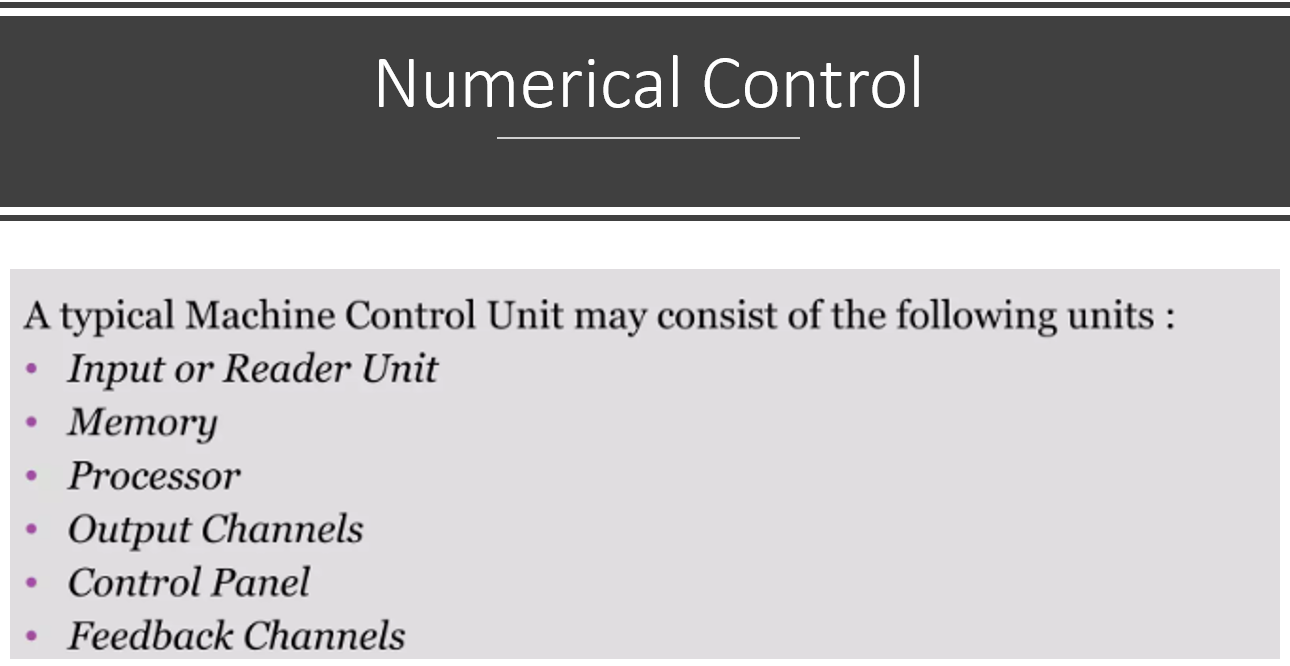 Numerical Control
A typical Machine Control Unit may consist of the following units :
• Input or Reader Unit
• Memory
• Processor
• Output Channels
• Control Panel
• Feedback Channels